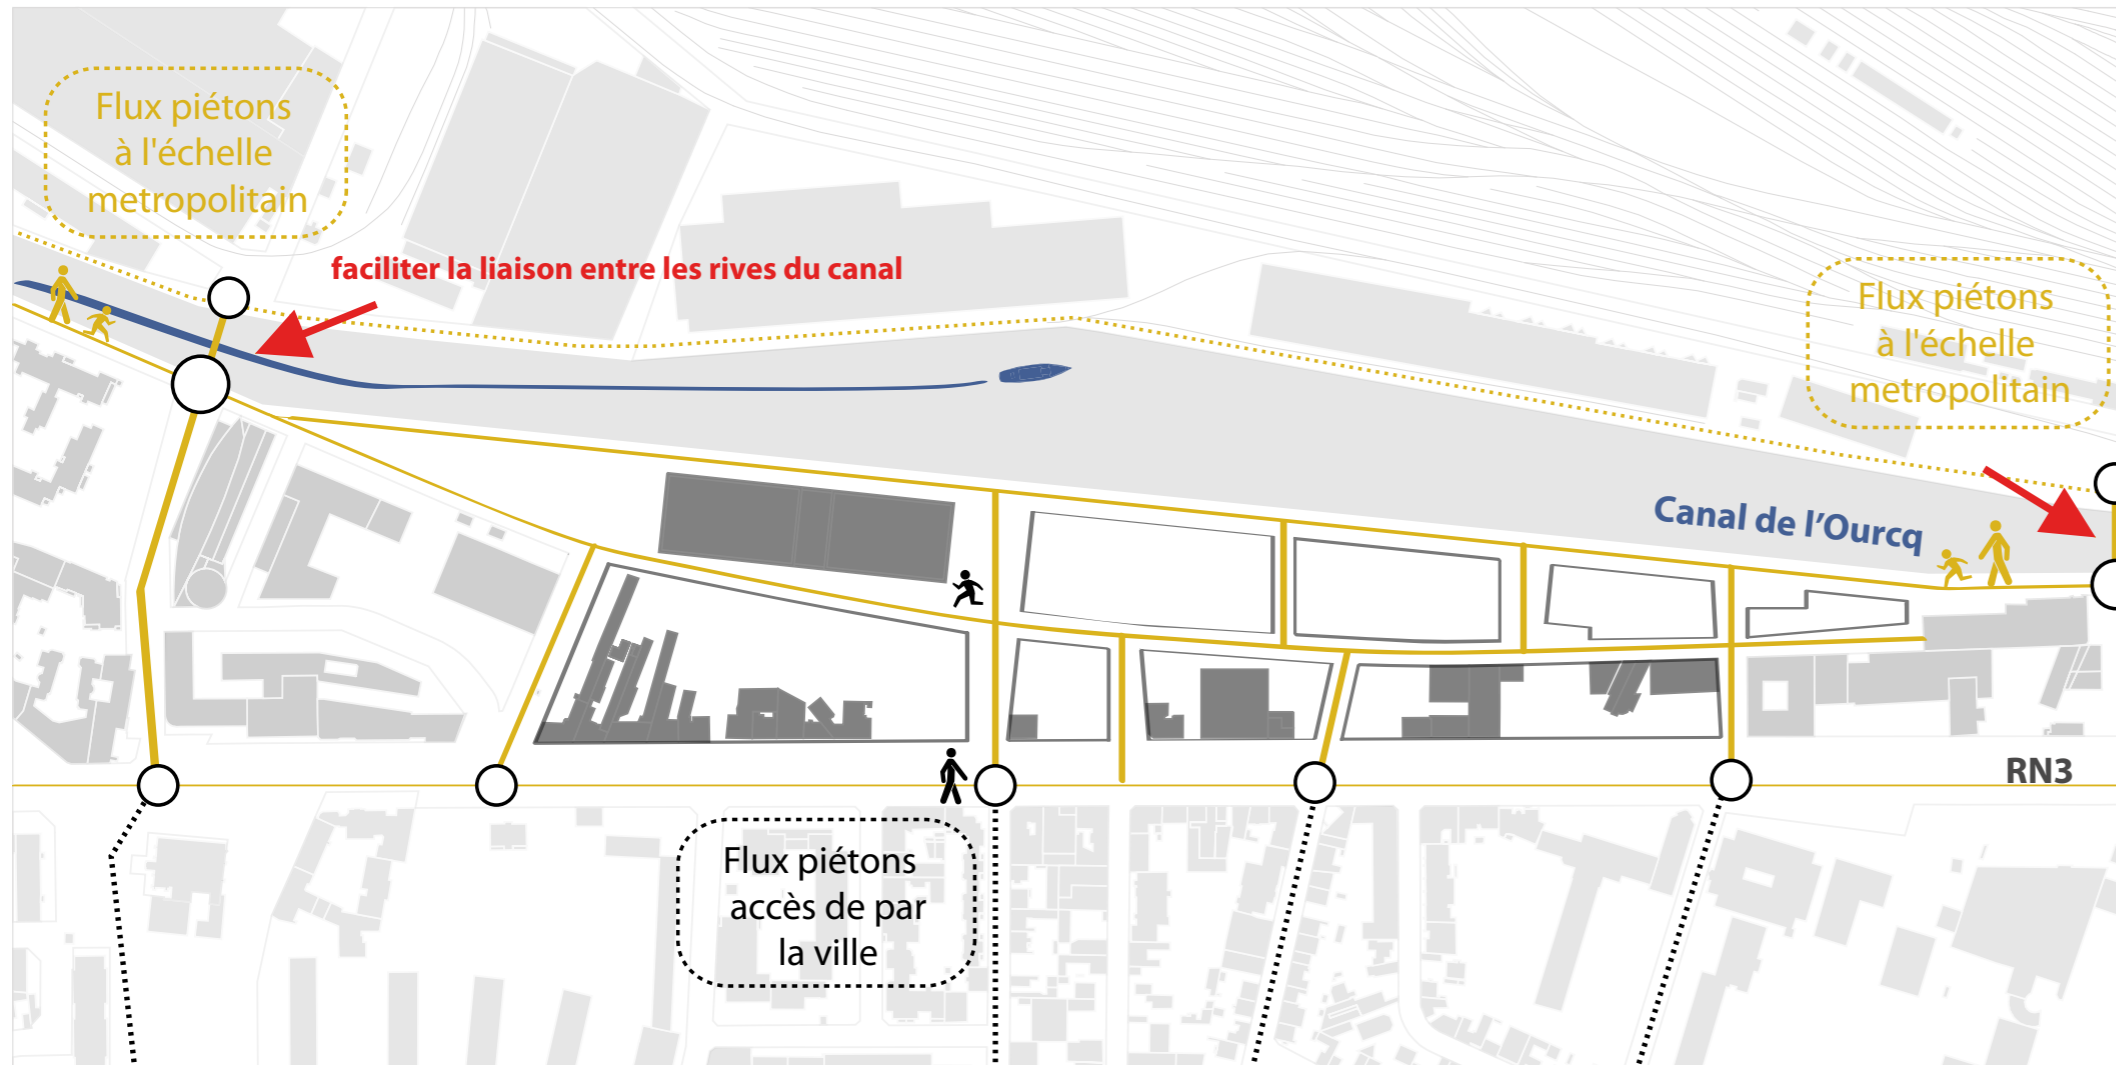 Flux piétons
à l'échelle
metropolitain
faciliter la liaison entre les rives du canal
Flux piétons
à l'échelle
metropolitain
Canal de l'Ourcq
RN3
Flux piétons
accès de par
la ville